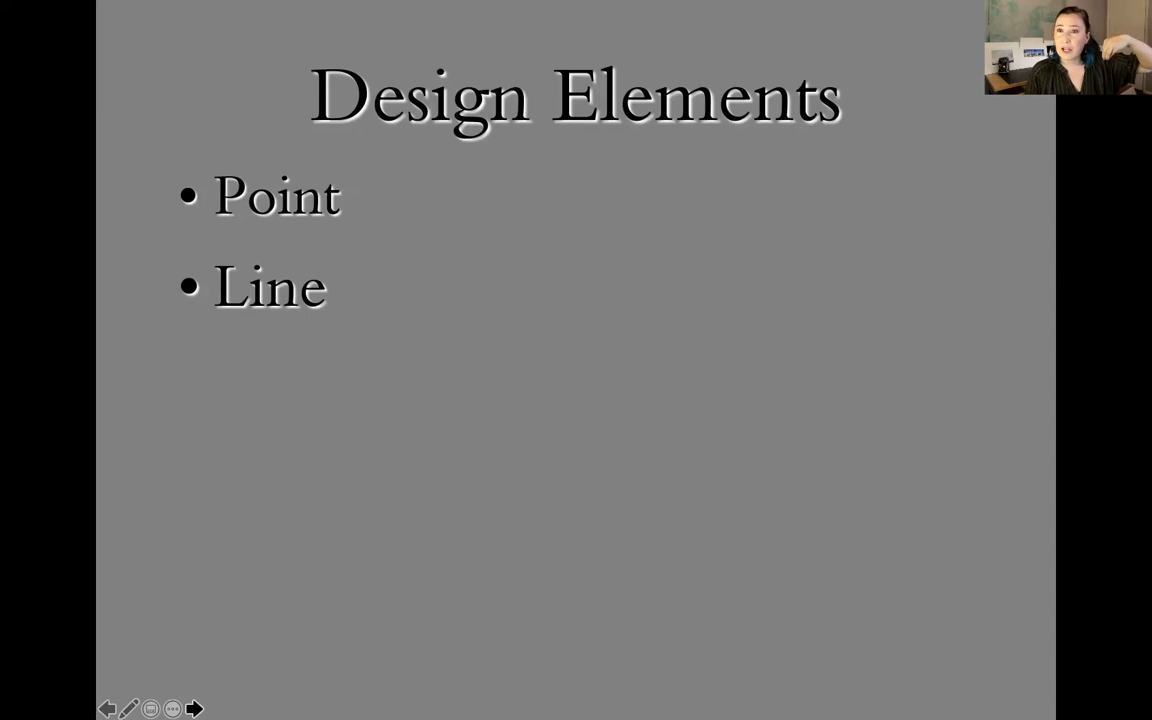 Design Elements
• Point
• Line